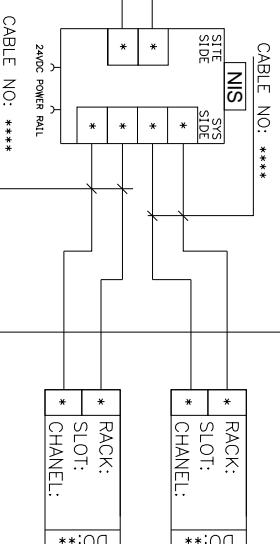 CABLE NO: ****
NIS
SITE
SIDE
SYS
SIDE
*
*
*
*
*
*
24VDC POWER RAIL
CABLE NO: ****
RACK:
SLOT:
CHANEL:
*
*
RACK:
SLOT:
CHANEL:
*
*